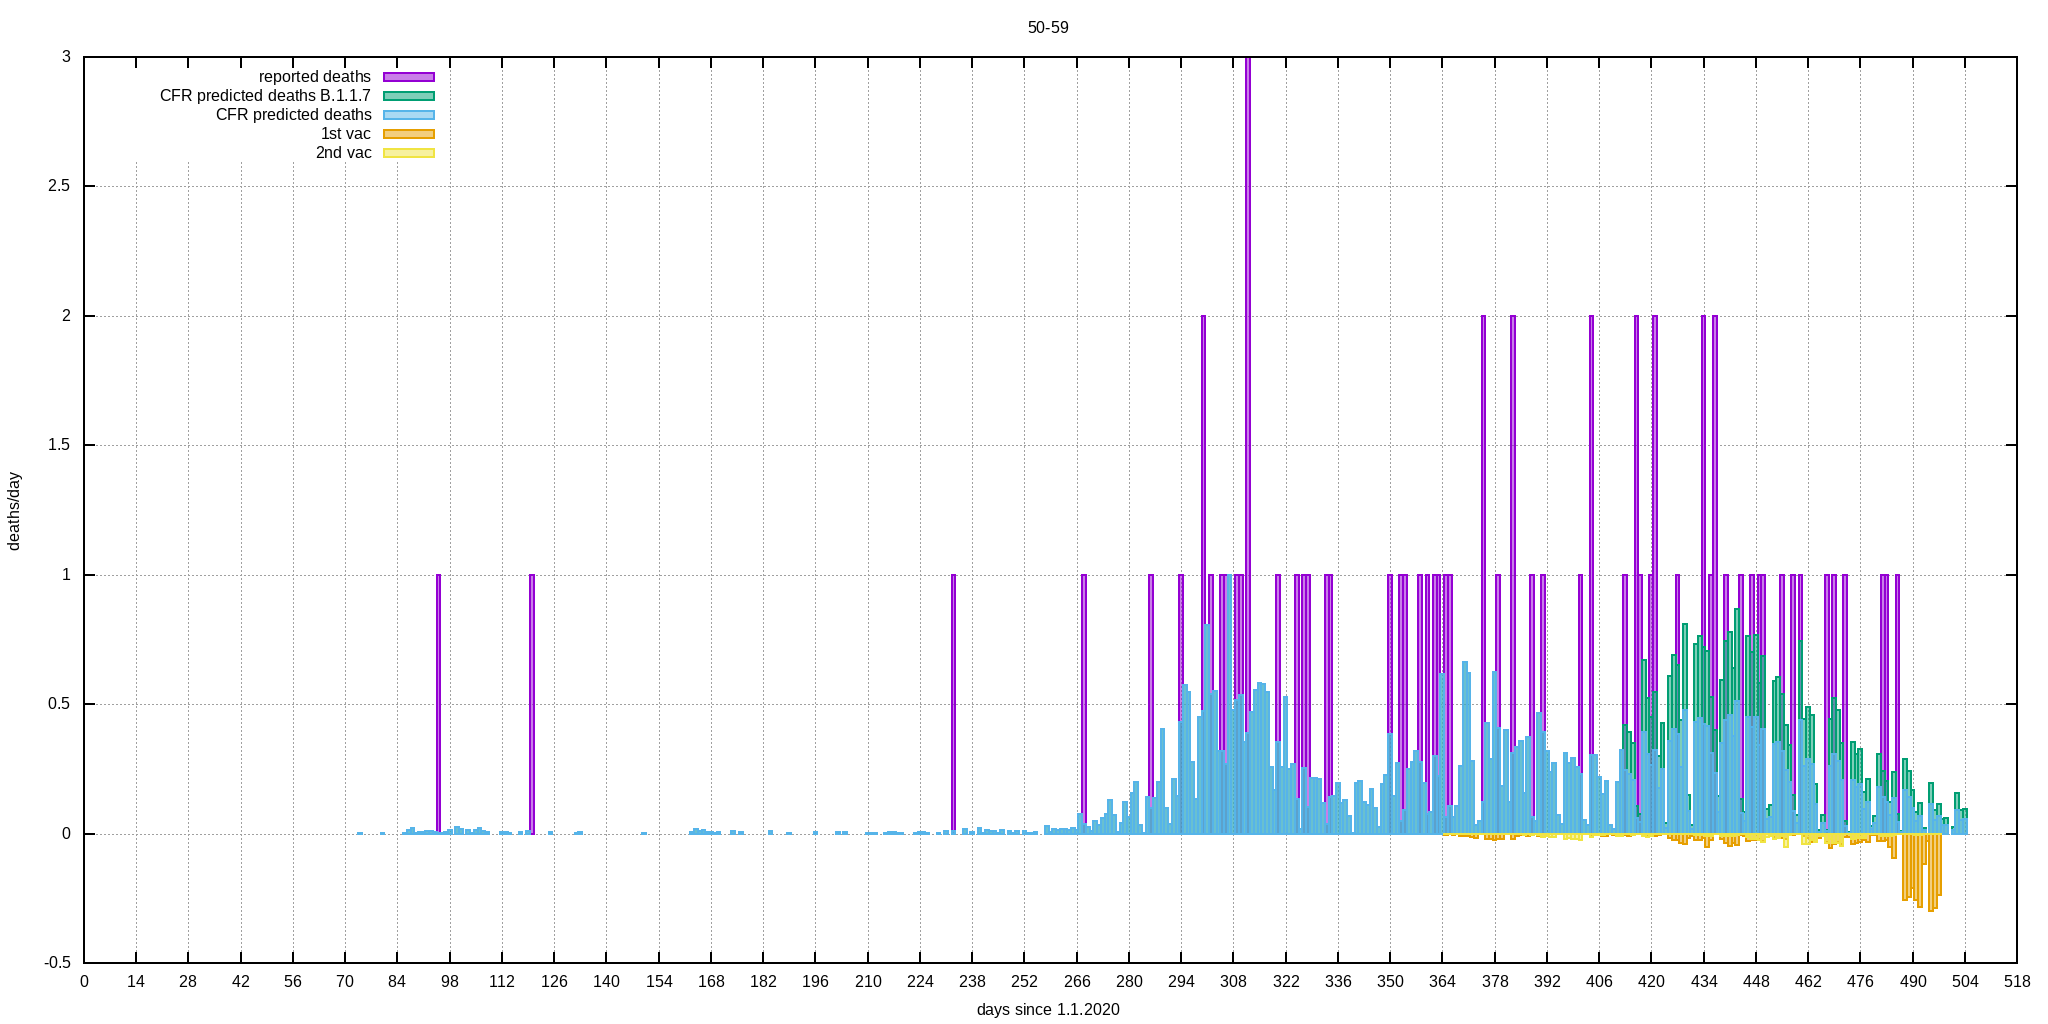 50-59
3
reported deaths
CFR predicted deaths B.1.1.7
CFR predicted deaths
1st vac
2nd vac
2.5
2
1.5
deaths/day
1
0.5
0
-0.5
0 14 28 42 56 70 84 98 112 126 140 154 168 182 196 210 224 238 252 266 280 294 308 322 336 350 364 378 392 406 420 434 448 462 476 490 504 518
days since 1.1.2020